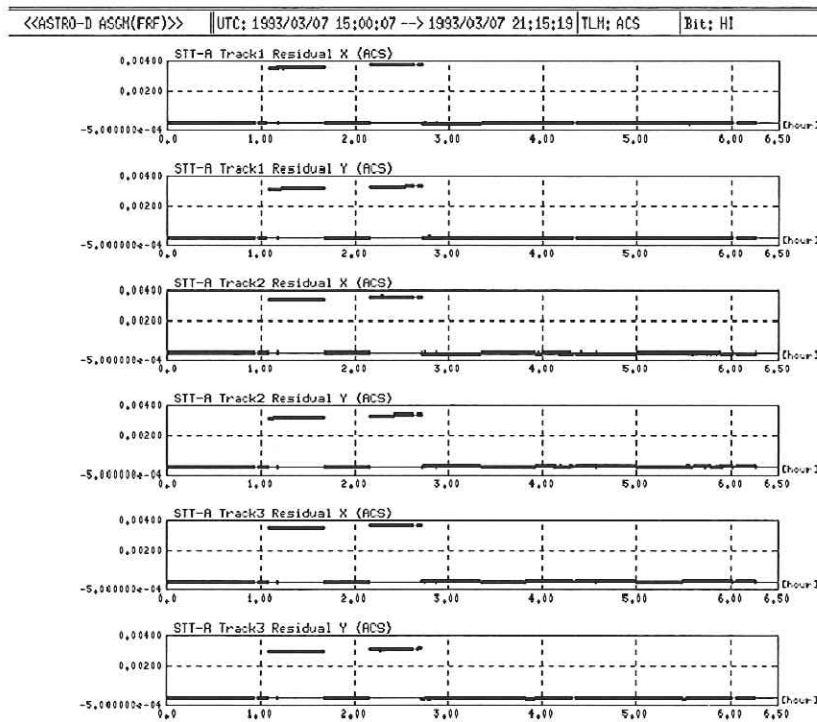 <<ASTRO-D ASGM(FRF)>> UTC: 1993/03/07 15:00:07 --> 1993/03/07 21:15:19 TLM: ACS Bit: HI
STT-A Track1 Residual X (ACS)
0.00400
0.00200
-5.000000e-04
0.0 1.00 2.00 3.00 4.00 5.00 6.00 6.50 [hour]
STT-A Track1 Residual Y (ACS)
0.00400
0.00200
-5.000000e-04
0.0 1.00 2.00 3.00 4.00 5.00 6.00 6.50 [hour]
STT-A Track2 Residual X (ACS)
0.00400
0.00200
-5.000000e-04
0.0 1.00 2.00 3.00 4.00 5.00 6.00 6.50 [hour]
STT-A Track2 Residual Y (ACS)
0.00400
0.00200
-5.000000e-04
0.0 1.00 2.00 3.00 4.00 5.00 6.00 6.50 [hour]
STT-A Track3 Residual X (ACS)
0.00400
0.00200
-5.000000e-04
0.0 1.00 2.00 3.00 4.00 5.00 6.00 6.50 [hour]
STT-A Track3 Residual Y (ACS)
0.00400
0.00200
-5.000000e-04
0.0 1.00 2.00 3.00 4.00 5.00 6.00 6.50 [hour]